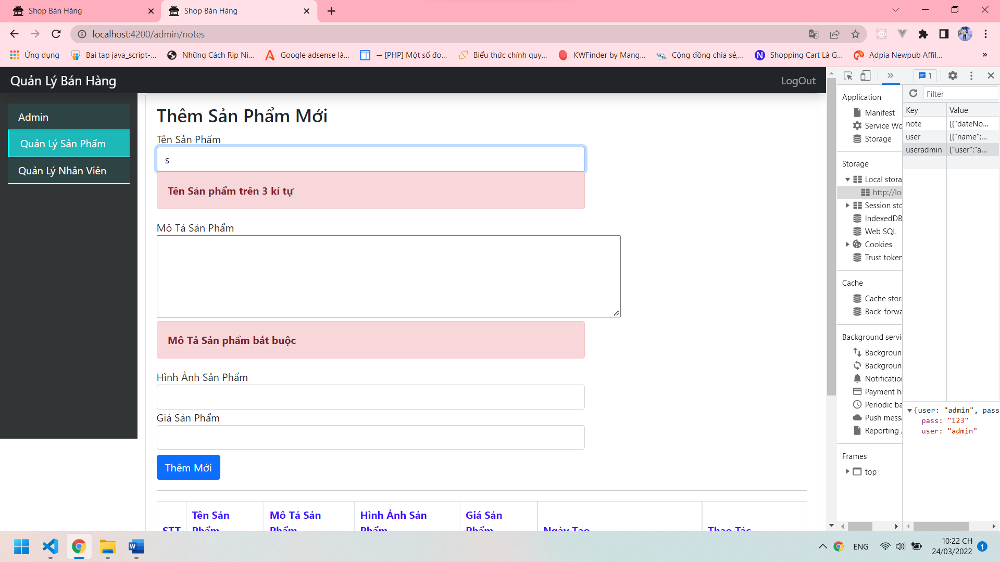 Shop Bán Hàng
Shop Bán Hàng
localhost:4200/admin/notes
Ứng dụng
Bai tap java_script-...
Những Cách Rip Ni...
Google adsense là...
→ [PHP] Một số đo...
Biểu thức chính quy...
KWFinder by Mang...
Cộng đồng chia sẻ,...
Shopping Cart Là G...
Adpia Newpub Affil...
»
Quản Lý Bán Hàng
LogOut
Admin
Quản Lý Sản Phẩm
Quản Lý Nhân Viên
Thêm Sản Phẩm Mới
Tên Sản Phẩm
s
Tên Sản phẩm trên 3 kí tự
Mô Tả Sản Phẩm
Mô Tả Sản phẩm bắt buộc
Hình Ảnh Sản Phẩm
Giá Sản Phẩm
Thêm Mới
STT
Tên Sản Phẩm
Mô Tả Sản Phẩm
Hình Ảnh Sản Phẩm
Giá Sản Phẩm
Ngày Tạo
Thao Tác
1
Application
Manifest
Service Wo
Storage
Storage
Local stora
http://lo
Session sto
IndexedDB
Web SQL
Cookies
Trust token
Cache
Cache stora
Back-forwa
Background servi
Backgroun
Backgroun
Notification
Payment ha
Periodic ba
Push messa
Reporting A
Frames
top
Filter
Key Value
note [{"dateNo...
user [{"name":...
useradmin {"user":"a...
{user: "admin", pass
pass: "123"
user: "admin"
ENG
10:22 CH
24/03/2022
1